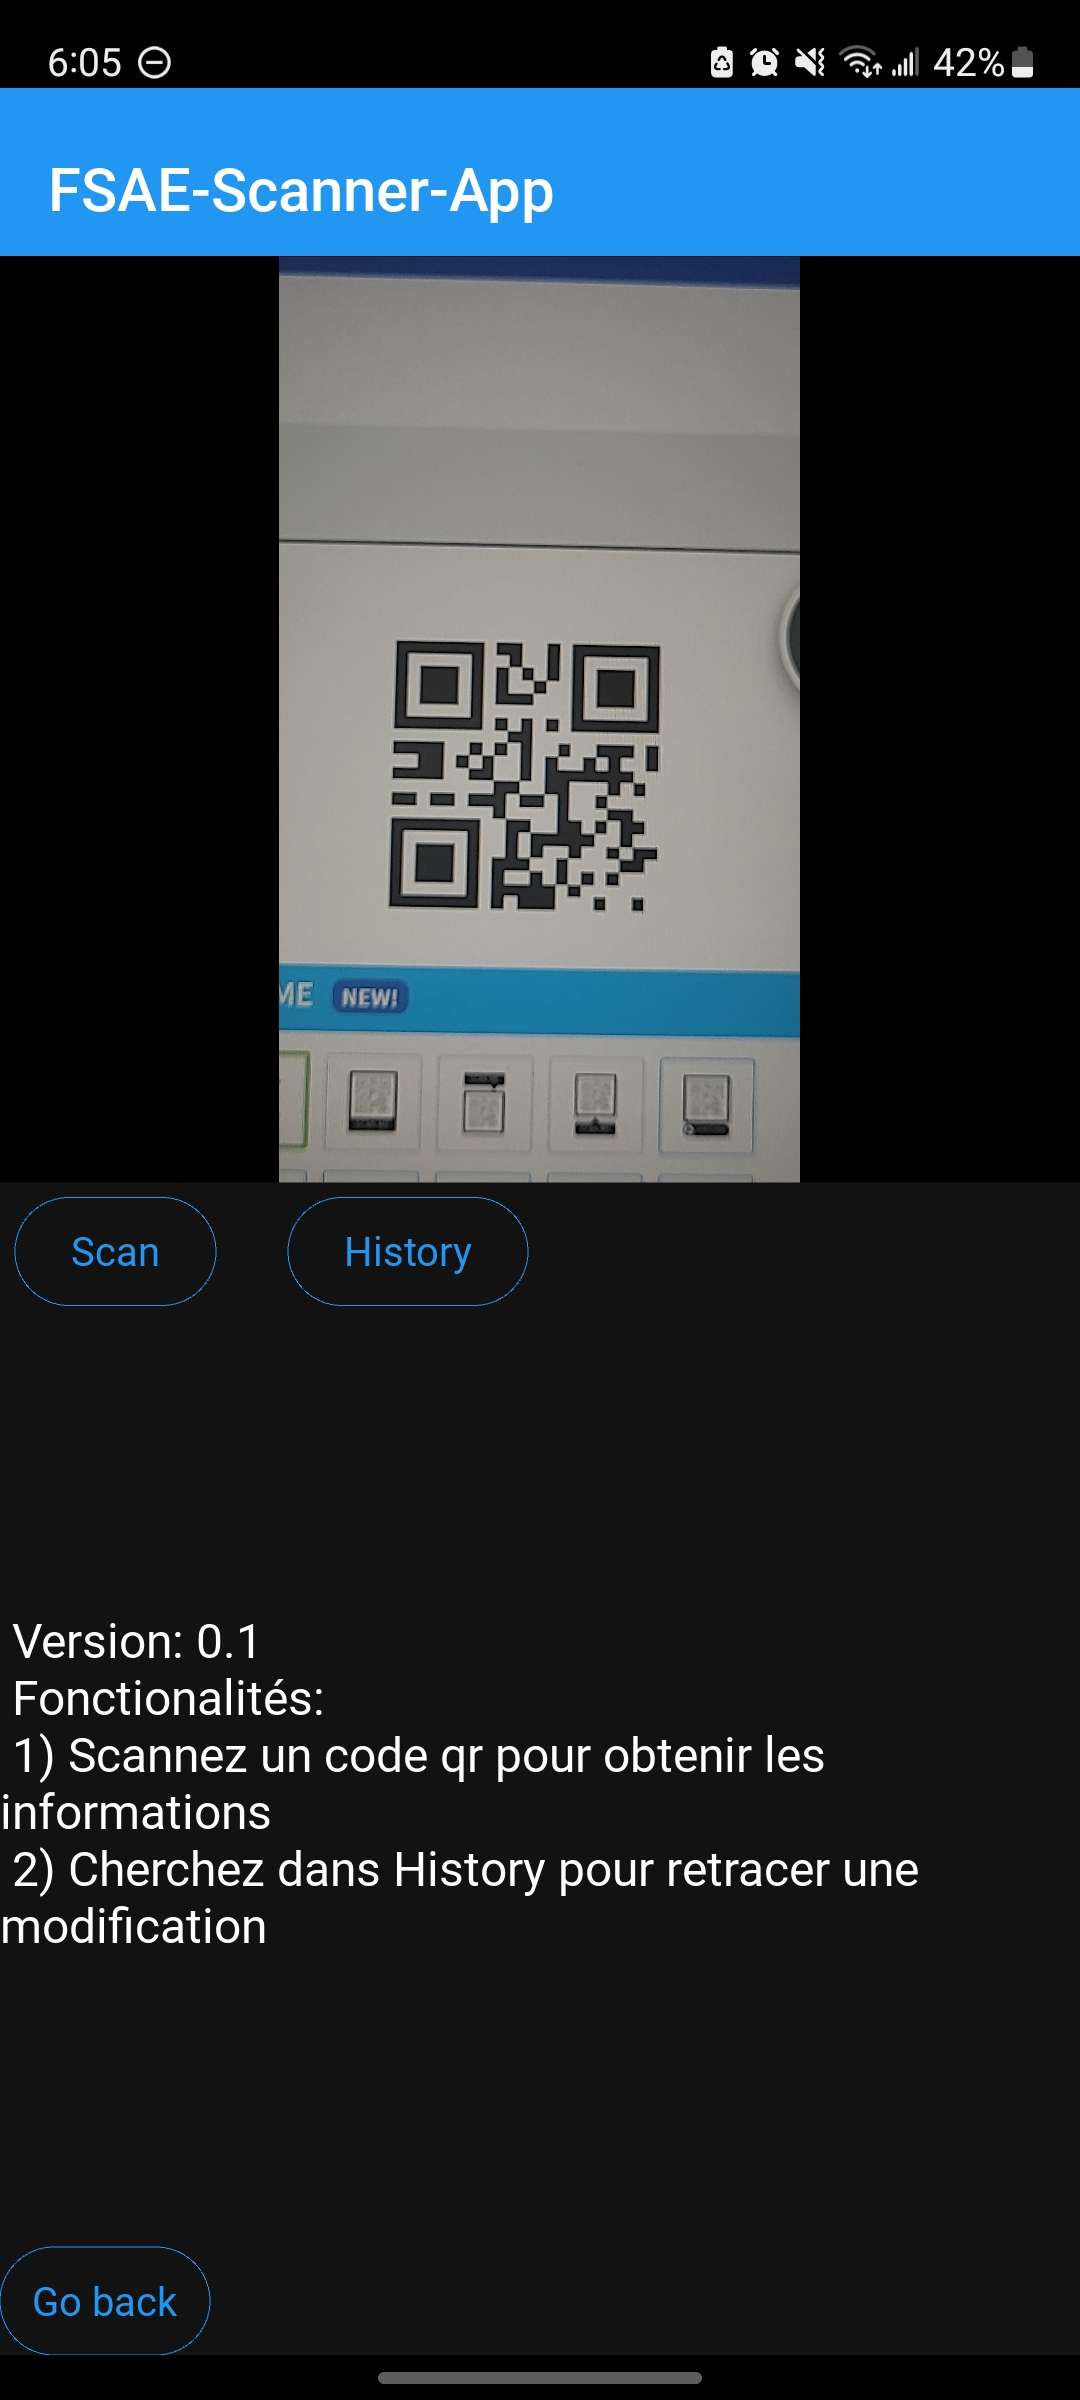 6:05
42%
FSAE-Scanner-App
ME NEW!
Scan
History
Version: 0.1
Fonctionalités:
1) Scannez un code qr pour obtenir les
informations
2) Cherchez dans History pour retracer une
modification
Go back